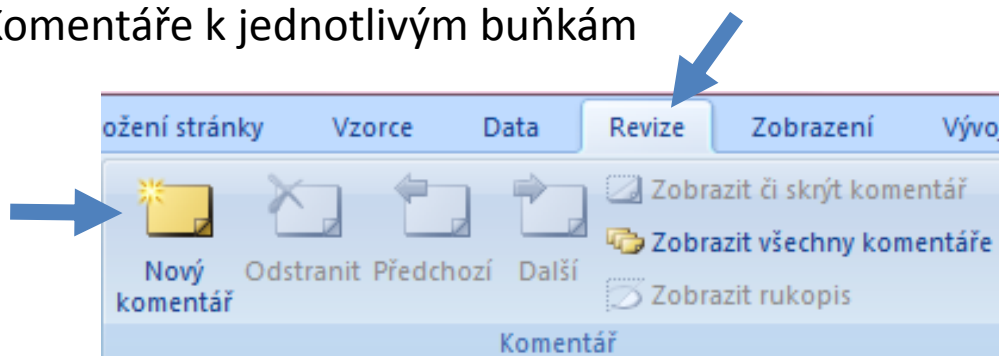 Komentáře k jednotlivým buňkám
ožení stránky Vzorce Data Revize Zobrazení Vývoj
Zobrazit či skrýt komentář
Zobrazit všechny komentáře
Nový komentář Odstranit Předchozí Další
Zobrazit rukopis
Komentář